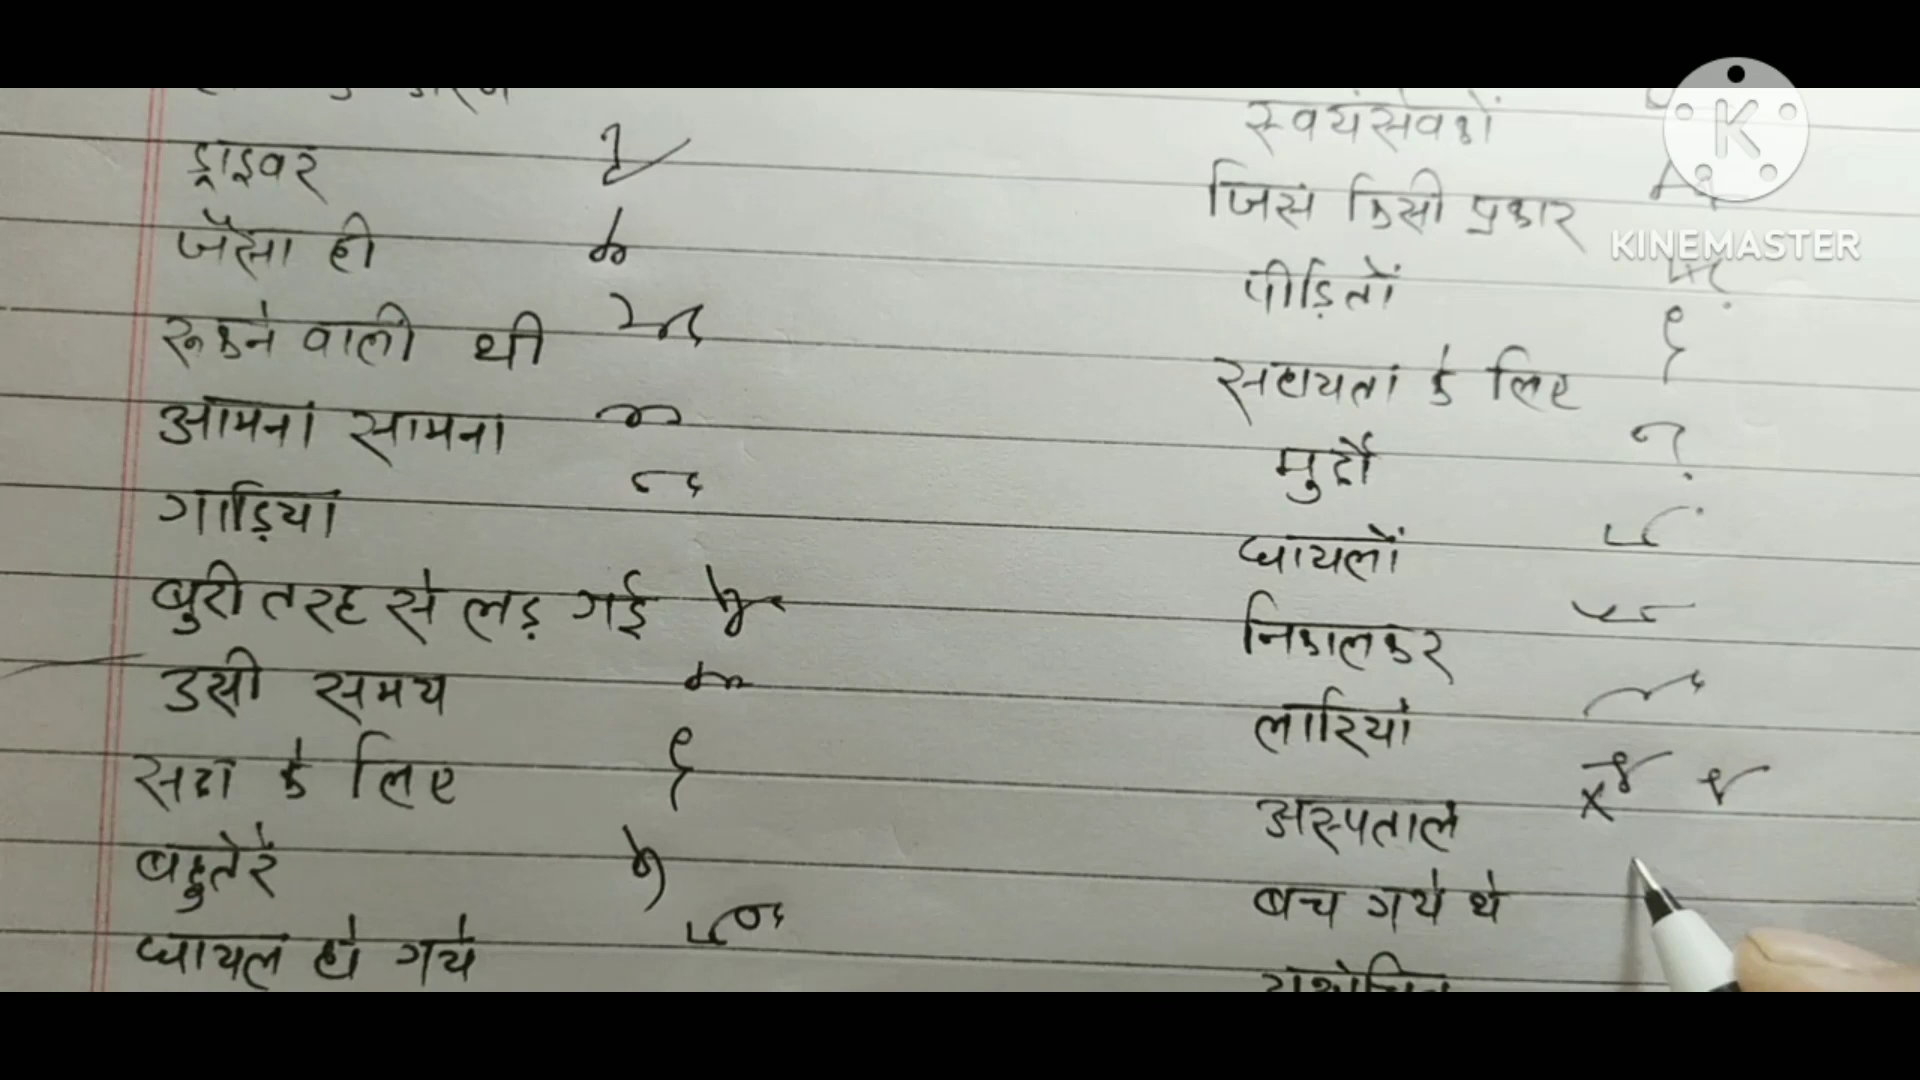 ड्राइवर
जैसा ही
रूकने वाली थी
आमना सामना
गाड़ियां
बुरी तरह से लड़ गई
उसी समय
सदा के लिए
बहुतेरे
घायल हो गये
स्वयंसेवकों
जिस किसी प्रकार
पीड़ितों
सहायता के लिए
मुर्दों
घायलों
निकालकर
लारियां
अस्पताल
बच गये थे
K
KINEMASTER